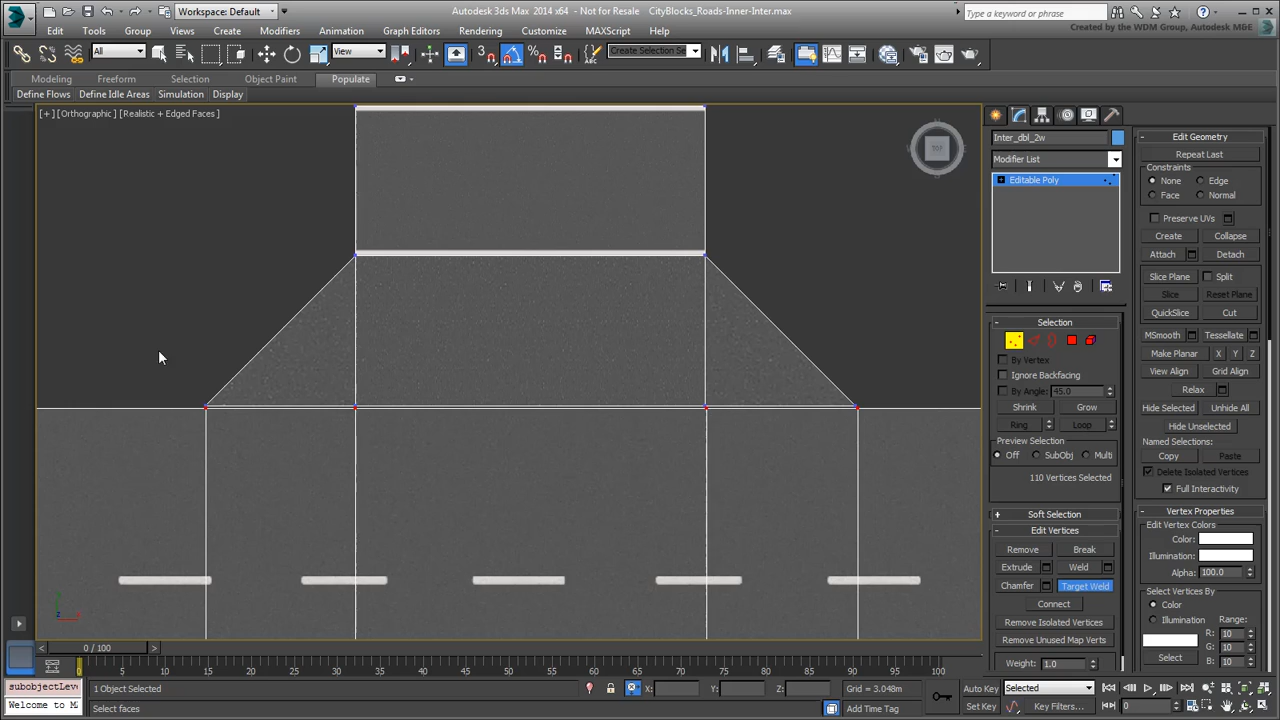 Workspace: Default
Autodesk 3ds Max 2014 x64 - Not for Resale CityBlocks_Roads-Inner-Inter.max
Type a keyword or phrase
Created by the WDM Group, Autodesk M&E
Edit Tools Group Views Create Modifiers Animation Graph Editors Rendering Customize MAXScript Help
All View Create Selection Se
Modeling Freeform Selection Object Paint Populate
Define Flows Define Idle Areas Simulation Display
[+] [Orthographic] [Realistic + Edged Faces]
TOP
Inter_dbl_2w
Modifier List
Editable Poly
Selection
By Vertex
Ignore Backfacing
By Angle: 45.0
Shrink Grow
Ring Loop
Preview Selection
Off SubObj Multi
110 Vertices Selected
Soft Selection
Edit Vertices
Remove Break
Extrude Weld
Chamfer Target Weld
Connect
Remove Isolated Vertices
Remove Unused Map Verts
Weight: 1.0
Edit Geometry
Repeat Last
Constraints
None Edge
Face Normal
Preserve UVs
Create Collapse
Attach Detach
Slice Plane Split
Slice Reset Plane
QuickSlice Cut
MSmooth Tessellate
Make Planar X Y Z
View Align Grid Align
Relax
Hide Selected Unhide All
Hide Unselected
Named Selections:
Copy Paste
Delete Isolated Vertices
Full Interactivity
Vertex Properties
Edit Vertex Colors
Color:
Illumination:
Alpha: 100.0
Select Vertices By
Color
Illumination Range:
R: 10
G: 10
B: 10
Select
0 / 100
0 5 10 15 20 25 30 35 40 45 50 55 60 65 70 75 80 85 90 95 100
subobjectLeve
Welcome to MA
1 Object Selected
Select faces
X: Y: Z: Grid = 3.048m
Add Time Tag
Auto Key Selected
Set Key Key Filters...
0